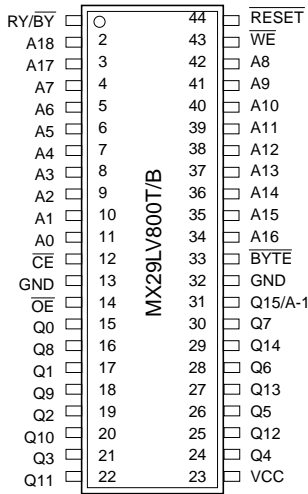 RY/BY 44 RESET
A18 2 43 WE
A17 3 42 A8
A7 4 41 A9
A6 5 40 A10
A5 6 39 A11
A4 7 38 A12
A3 8 37 A13
A2 9 36 A14
A1 10 35 A15
A0 11 34 A16
CE 12 33 BYTE
GND 13 32 GND
OE 14 31 Q15/A-1
Q0 15 30 Q7
Q8 16 29 Q14
Q1 17 28 Q6
Q9 18 27 Q13
Q2 19 26 Q5
Q10 20 25 Q12
Q3 21 24 Q4
Q11 22 23 VCC
MX29LV800T/B